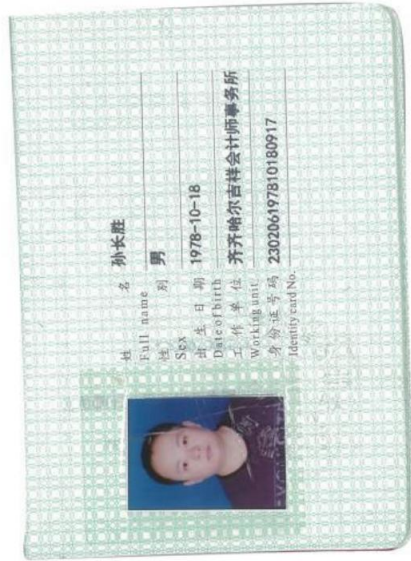 姓 名 孙长胜
Full name
性 别 男
Sex
出 生 日 期 1978-10-18
Date of birth
工 作 单 位 齐齐哈尔吉祥会计师事务所
Working unit
身 份 证 号 码 230206197810180917
Identity card No.